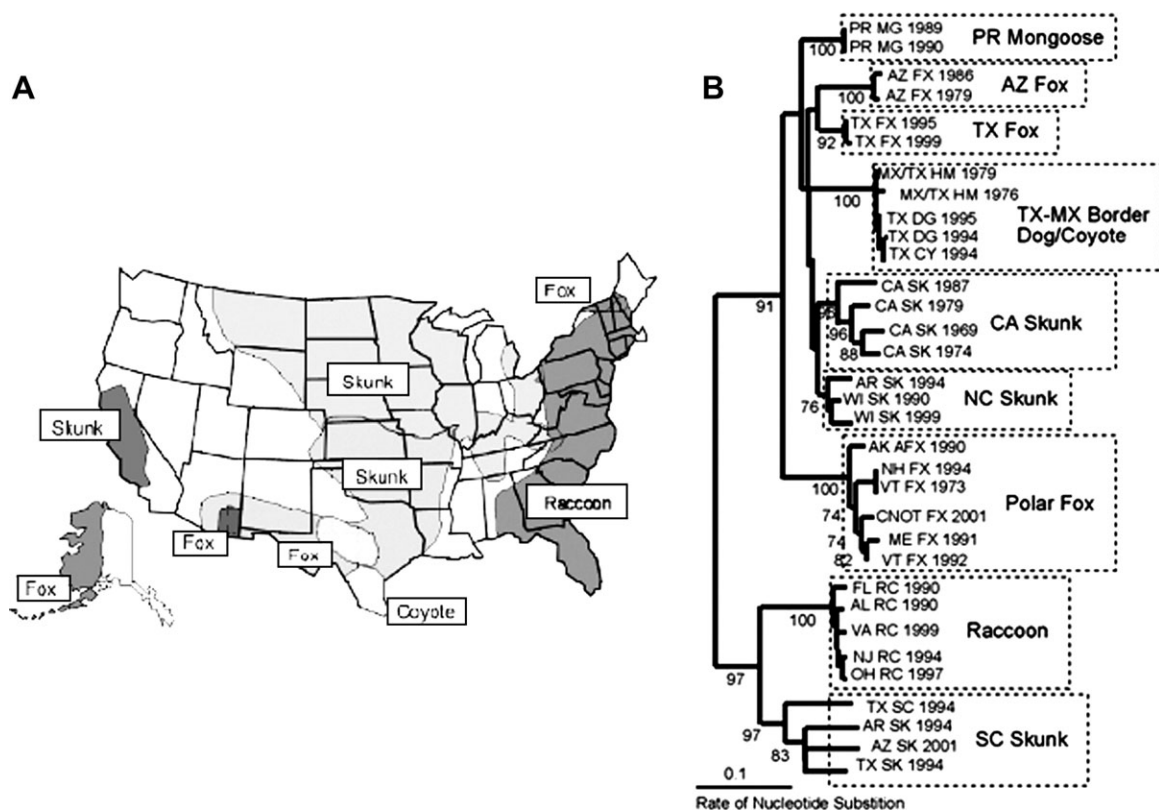 A
Fox
Skunk
Skunk
Skunk
Raccoon
Fox
Fox
Fox
Coyote
B
PR MG 1989
PR MG 1990
100
PR Mongoose
AZ FX 1986
AZ FX 1979
100
AZ Fox
TX FX 1995
TX FX 1999
92
TX Fox
MX/TX HM 1979
MX/TX HM 1976
100
TX DG 1995
TX DG 1994
TX CY 1994
TX-MX Border
Dog/Coyote
91
CA SK 1987
CA SK 1979
96
CA SK 1969
88
CA SK 1974
CA Skunk
AR SK 1994
WI SK 1990
WI SK 1999
76
NC Skunk
AK AFX 1990
NH FX 1994
VT FX 1973
100
CNOT FX 2001
74
ME FX 1991
74
VT FX 1992
82
Polar Fox
FL RC 1990
AL RC 1990
100
VA RC 1999
NJ RC 1994
OH RC 1997
Raccoon
97
TX SC 1994
AR SK 1994
97
AZ SK 2001
83
TX SK 1994
SC Skunk
0.1
Rate of Nucleotide Substition